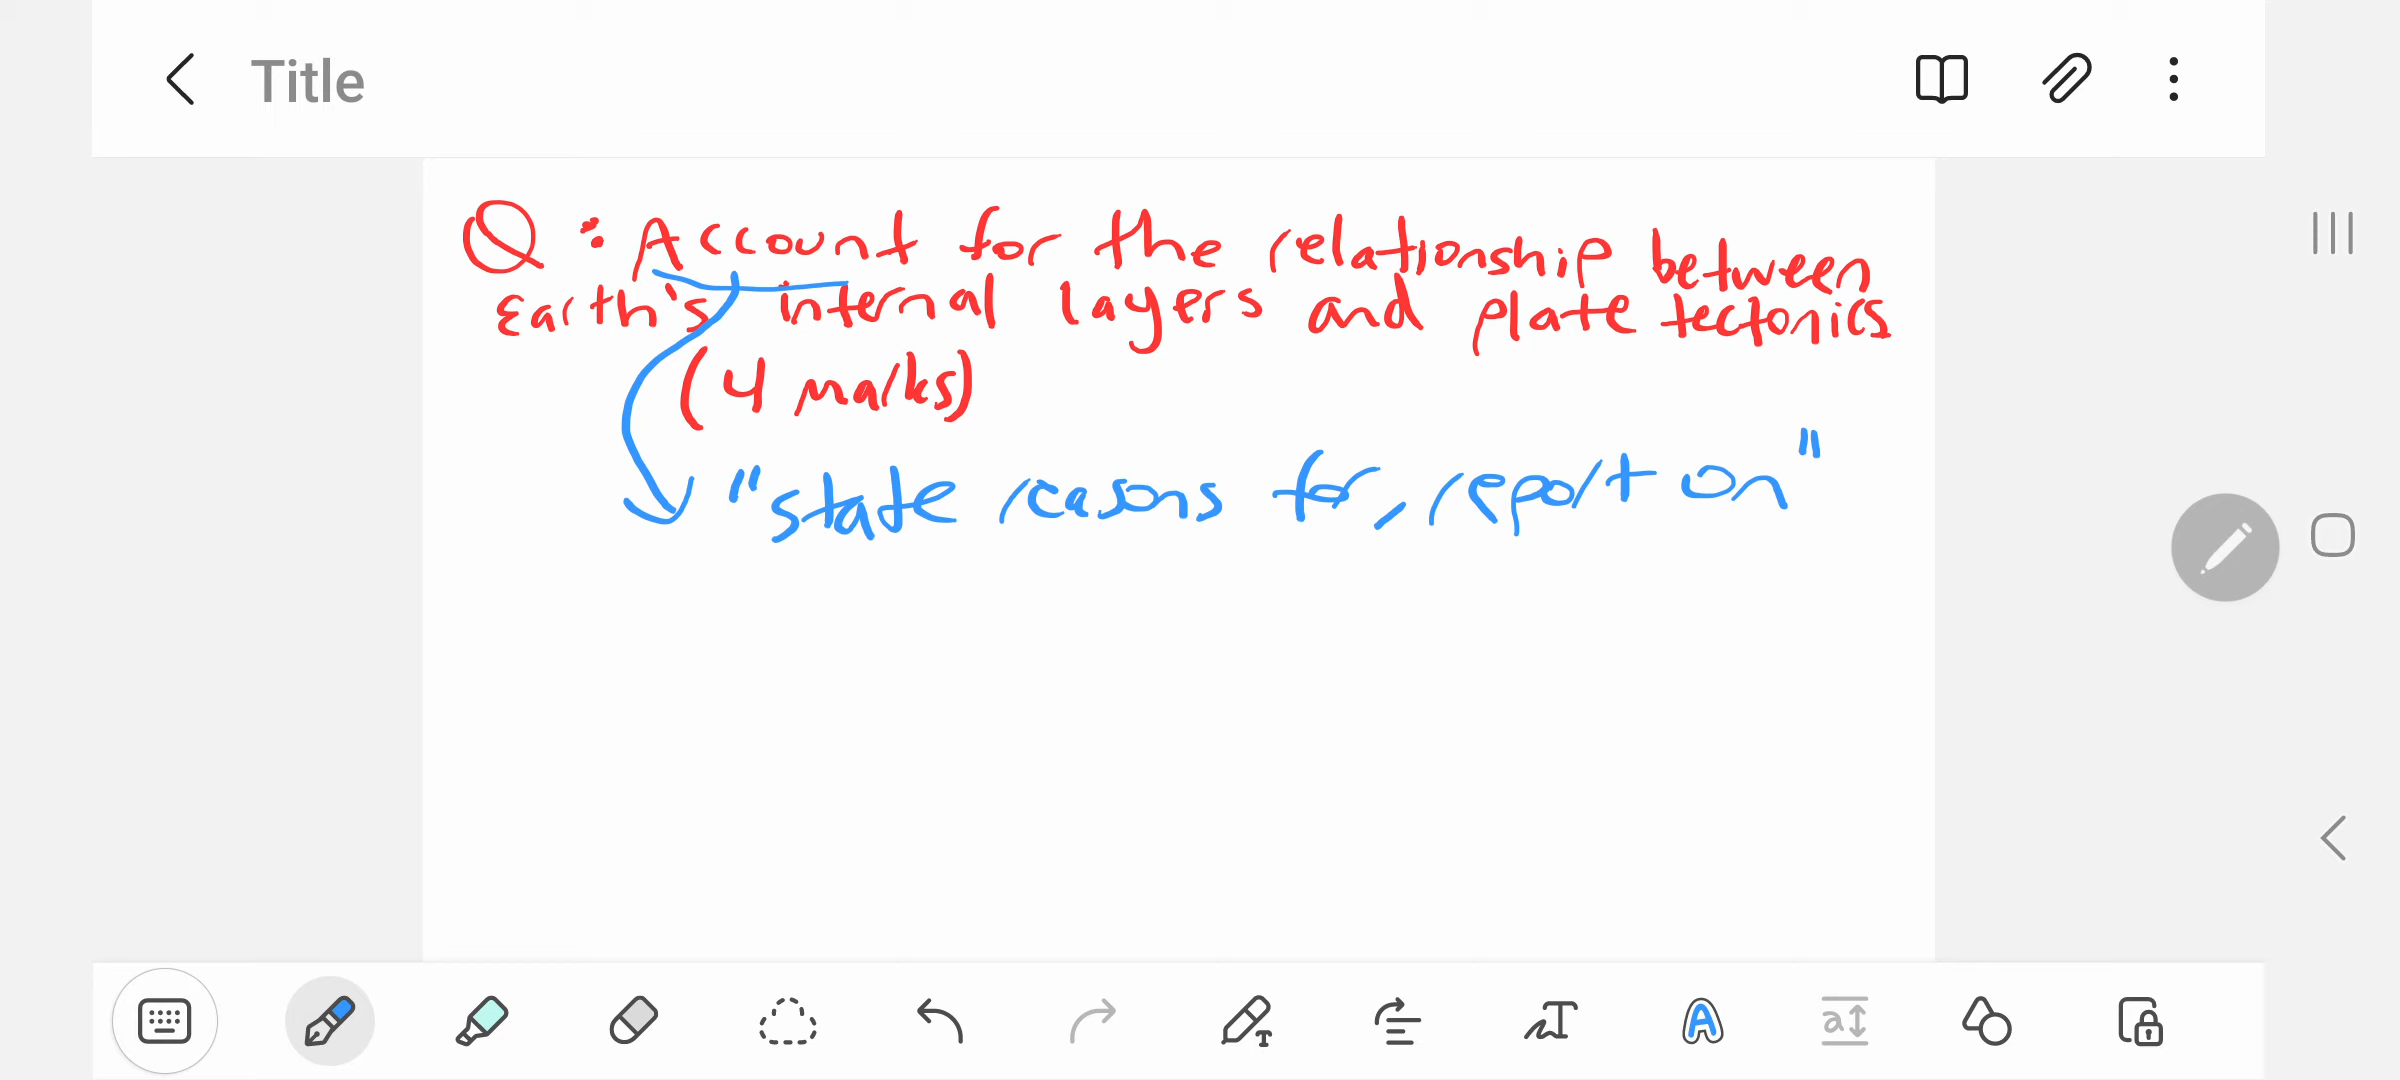 Title
Q: Account for the relationship between
Earth's internal layers and plate tectonics
(4 marks)
"state reasons for, report on"